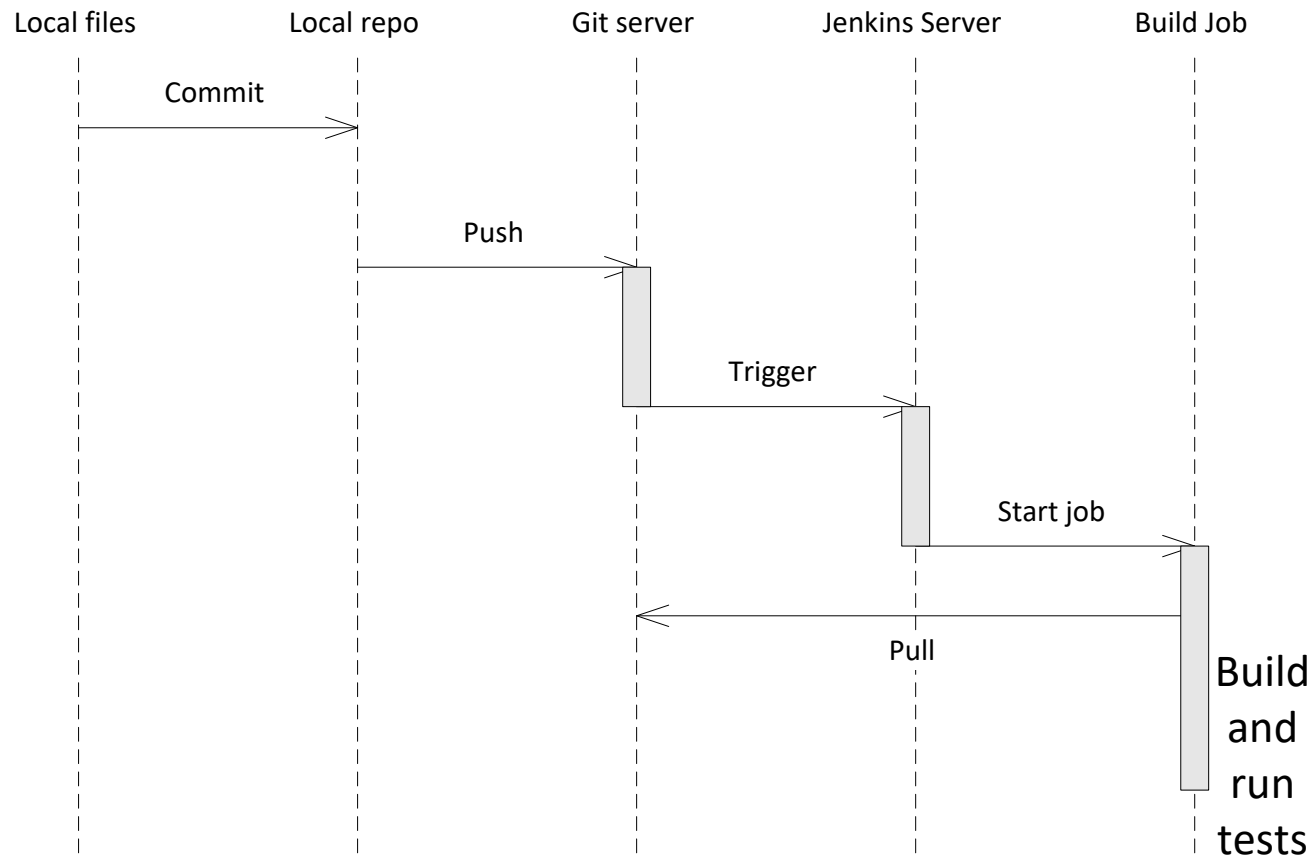 Local files
Local repo
Git server
Jenkins Server
Build Job
Commit
Push
Trigger
Start job
Pull
Build
and
run
tests